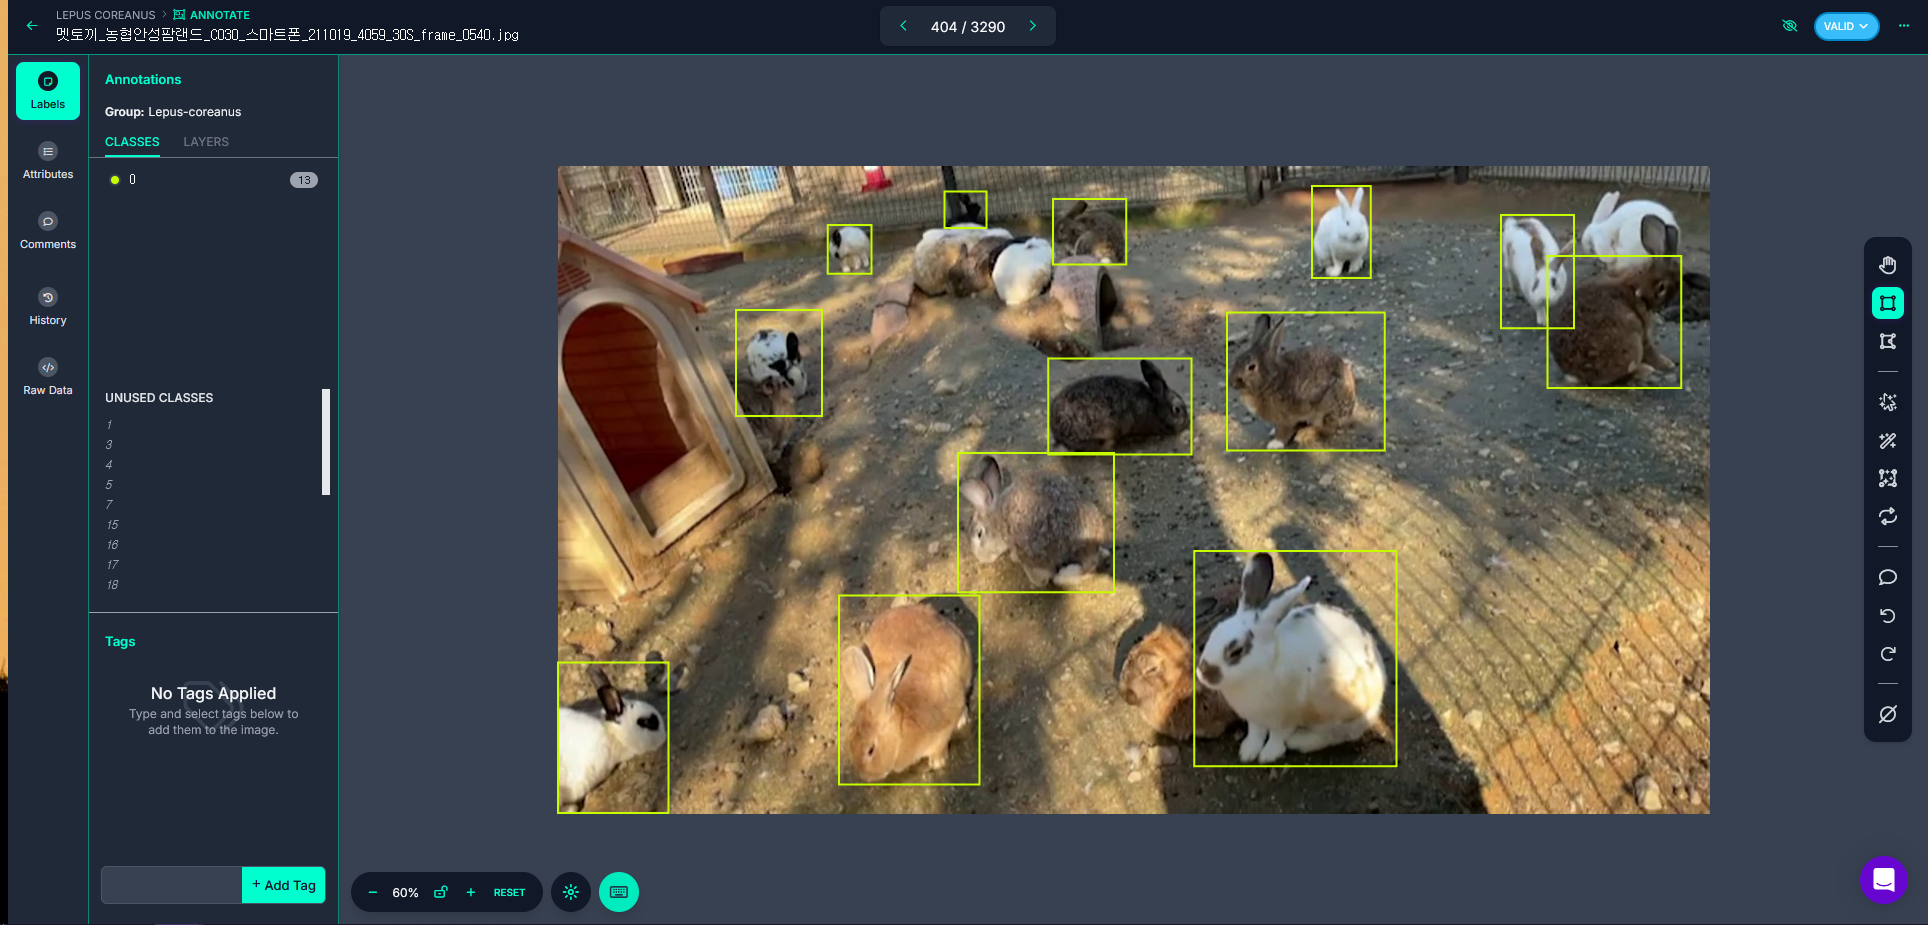 LEPUS COREANUS > ANNOTATE
멧토끼_농협안성팜랜드_C030_스마트폰_211019_4059_30S_frame_0540.jpg
404 / 3290
VALID
Labels
Attributes
Comments
History
Raw Data
Annotations
Group: Lepus-coreanus
CLASSES LAYERS
0 13
UNUSED CLASSES
1
3
4
5
7
15
16
17
18
Tags
No Tags Applied
Type and select tags below to
add them to the image.
+ Add Tag
− 60% + RESET